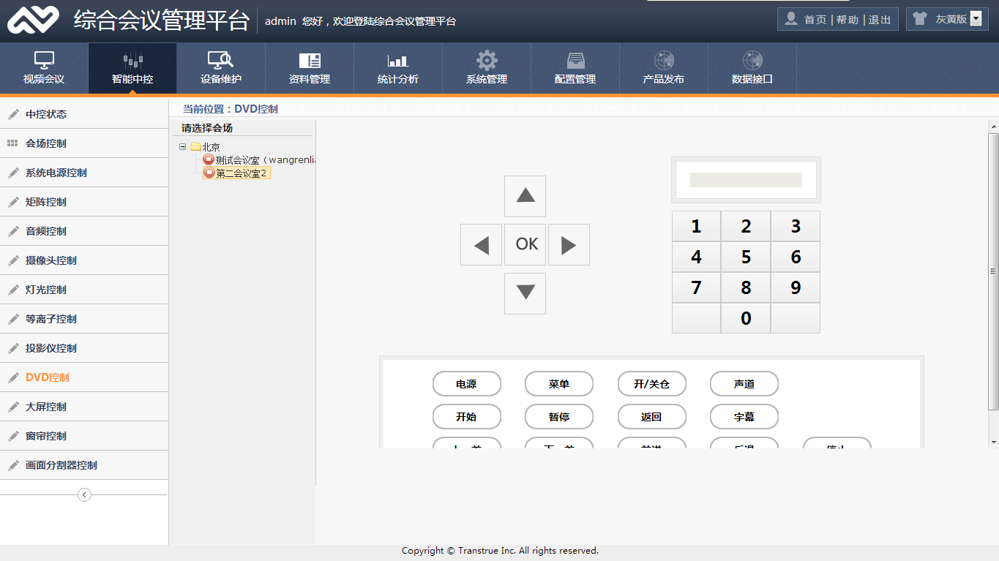 综合会议管理平台
admin 您好，欢迎登陆综合会议管理平台
首页 | 帮助 | 退出
灰黄版
视频会议
智能中控
设备维护
资料管理
统计分析
系统管理
配置管理
产品发布
数据接口
中控状态
会场控制
系统电源控制
矩阵控制
音频控制
摄像头控制
灯光控制
等离子控制
投影仪控制
DVD控制
大屏控制
窗帘控制
画面分割器控制
当前位置：DVD控制
请选择会场
北京
测试会议室（wangrenlia
第二会议室2
OK
1 2 3
4 5 6
7 8 9
0
电源 菜单 开/关仓 声道
开始 暂停 返回 字幕
Copyright © Transtrue Inc. All rights reserved.